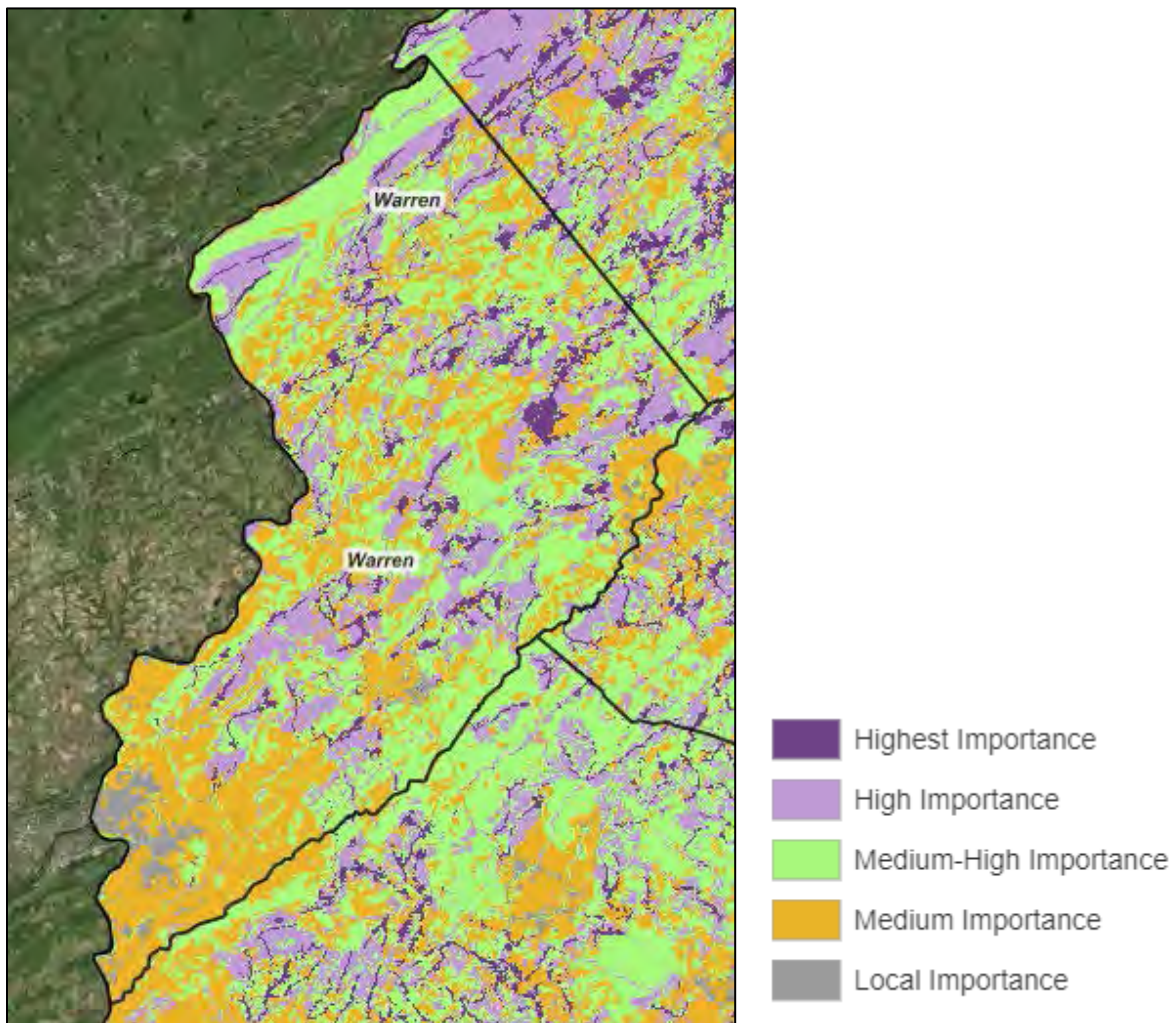 Warren
Warren
Highest Importance
High Importance
Medium-High Importance
Medium Importance
Local Importance